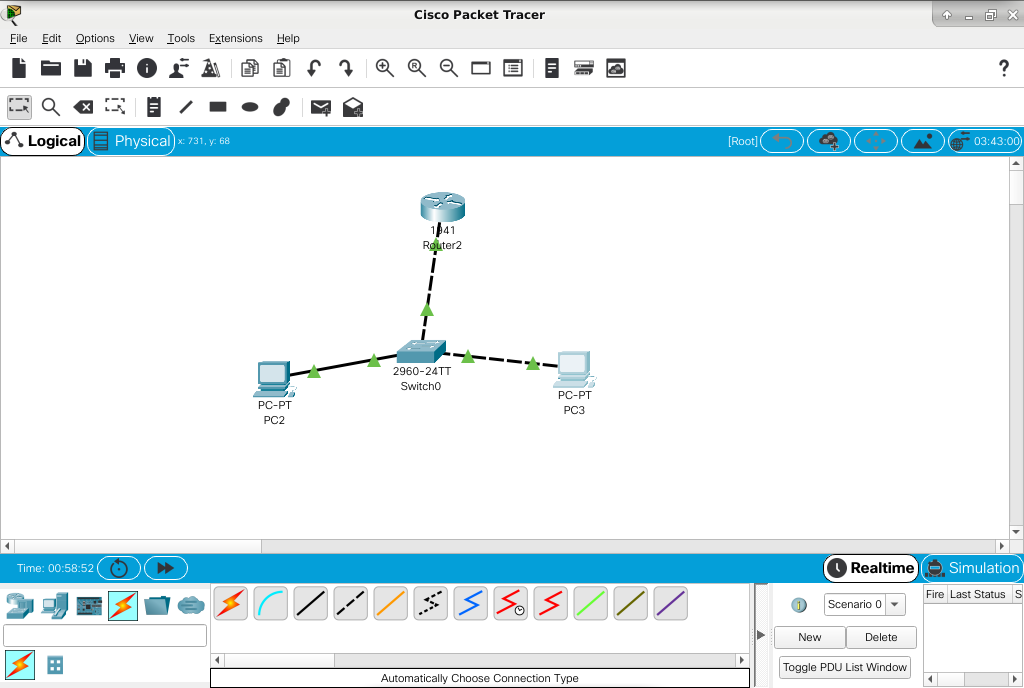 Cisco Packet Tracer
File Edit Options View Tools Extensions Help
Logical Physical x: 731, y: 68 [Root] 03:43:00
1941
Router2
2960-24TT
Switch0
PC-PT
PC2
PC-PT
PC3
Time: 00:58:52 Realtime Simulation
Scenario 0
Fire Last Status S
New Delete
Toggle PDU List Window
Automatically Choose Connection Type